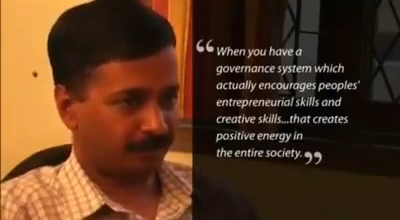 “When you have a
governance system which
actually encourages peoples'
entrepreneurial skills and
creative skills...that creates
positive energy in
the entire society.”